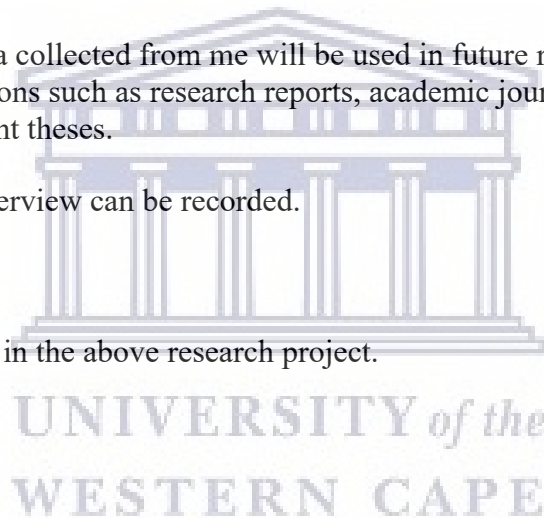 a collected from me will be used in future
ons such as research reports, academic jour
nt theses.
erview can be recorded.
in the above research project.
UNIVERSITY of the
WESTERN CAPE